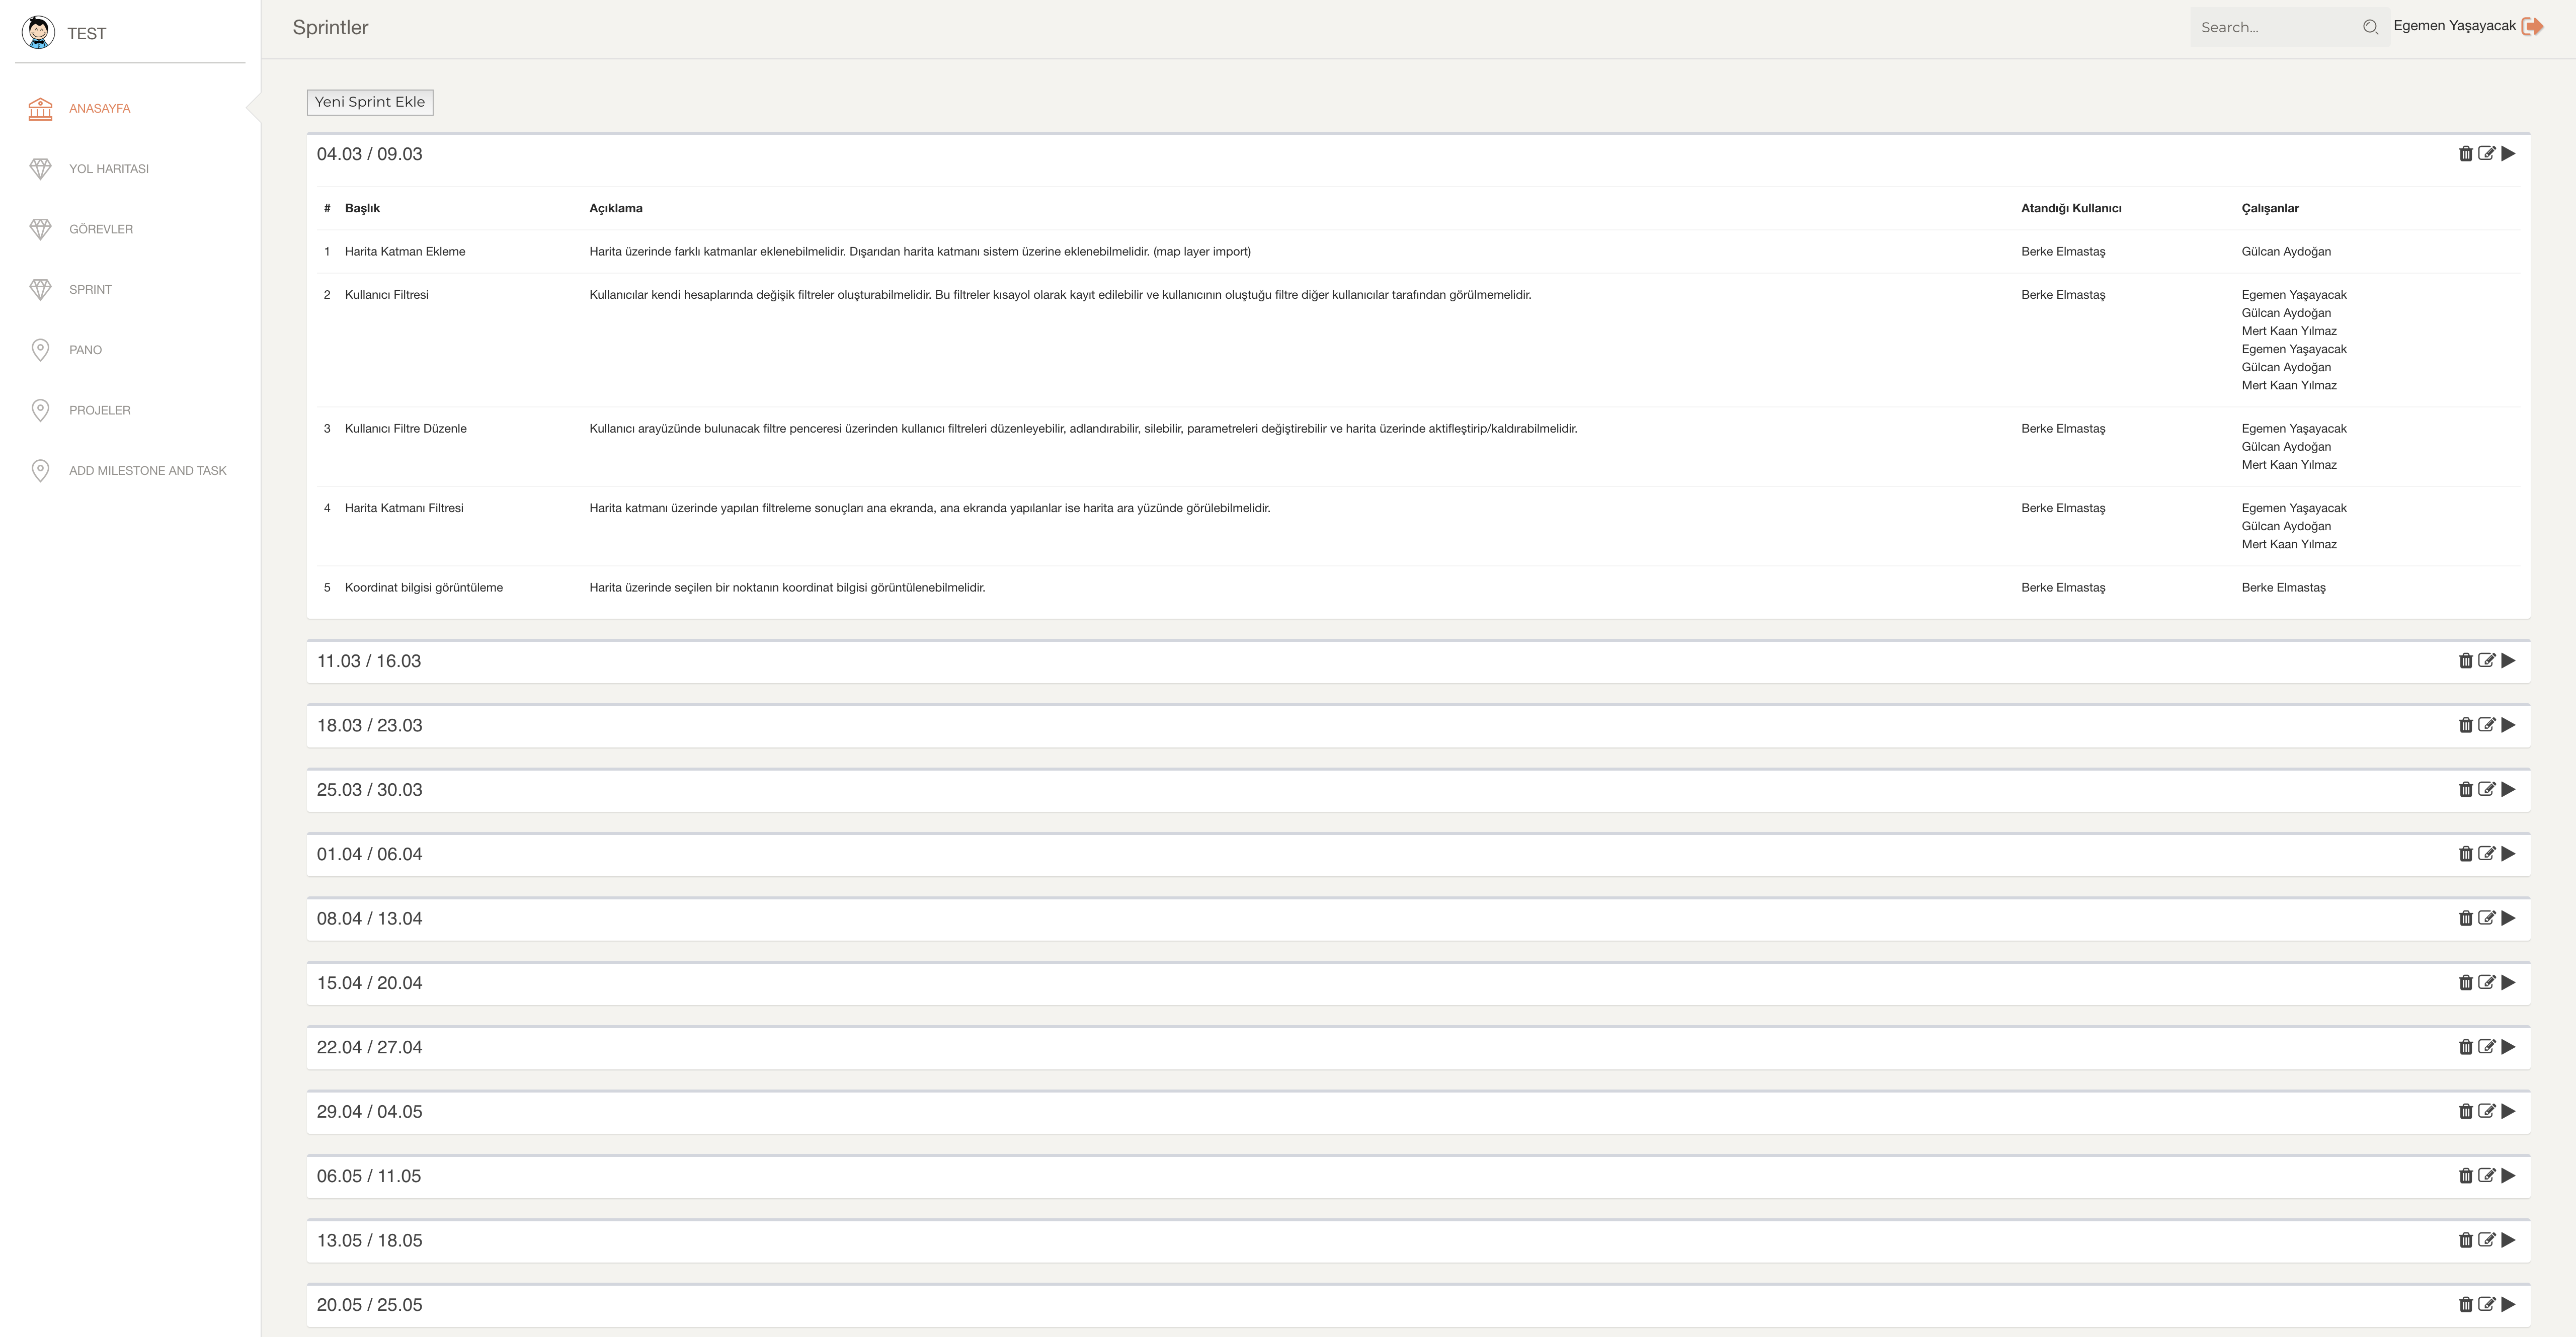 TEST
ANASAYFA
YOL HARITASI
GÖREVLER
SPRINT
PANO
PROJELER
ADD MILESTONE AND TASK
Sprintler
Search...
Egemen Yaşayacak
Yeni Sprint Ekle
04.03 / 09.03
# Başlık Açıklama Atandığı Kullanıcı Çalışanlar
1 Harita Katman Ekleme Harita üzerinde farklı katmanlar eklenebilmelidir. Dışarıdan harita katmanı sistem üzerine eklenebilmelidir. (map layer import) Berke Elmastaş Gülcan Aydoğan
2 Kullanıcı Filtresi Kullanıcılar kendi hesaplarında değişik filtreler oluşturabilmelidir. Bu filtreler kısayol olarak kayıt edilebilir ve kullanıcının oluştuğu filtre diğer kullanıcılar tarafından görülmemelidir. Berke Elmastaş Egemen Yaşayacak
Gülcan Aydoğan
Mert Kaan Yılmaz
Egemen Yaşayacak
Gülcan Aydoğan
Mert Kaan Yılmaz
3 Kullanıcı Filtre Düzenle Kullanıcı arayüzünde bulunacak filtre penceresi üzerinden kullanıcı filtreleri düzenleyebilir, adlandırabilir, silebilir, parametreleri değiştirebilir ve harita üzerinde aktifleştirip/kaldırabilmelidir. Berke Elmastaş Egemen Yaşayacak
Gülcan Aydoğan
Mert Kaan Yılmaz
4 Harita Katmanı Filtresi Harita katmanı üzerinde yapılan filtreleme sonuçları ana ekranda, ana ekranda yapılanlar ise harita ara yüzünde görülebilmelidir. Berke Elmastaş Egemen Yaşayacak
Gülcan Aydoğan
Mert Kaan Yılmaz
5 Koordinat bilgisi görüntüleme Harita üzerinde seçilen bir noktanın koordinat bilgisi görüntülenebilmelidir. Berke Elmastaş Berke Elmastaş
11.03 / 16.03
18.03 / 23.03
25.03 / 30.03
01.04 / 06.04
08.04 / 13.04
15.04 / 20.04
22.04 / 27.04
29.04 / 04.05
06.05 / 11.05
13.05 / 18.05
20.05 / 25.05